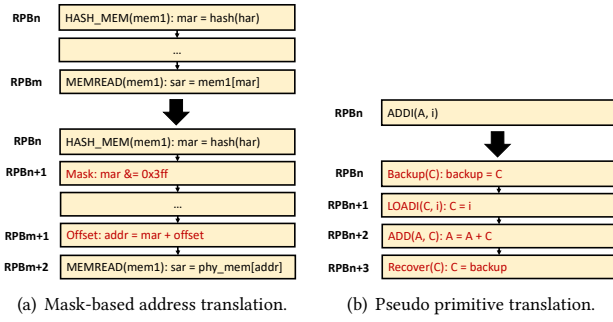 RPBn HASH_MEM(mem1): mar = hash(har)
...
RPBm MEMREAD(mem1): sar = mem1[mar]
RPBn HASH_MEM(mem1): mar = hash(har)
RPBn+1 Mask: mar &= 0x3ff
...
RPBm+1 Offset: addr = mar + offset
RPBm+2 MEMREAD(mem1): sar = phy_mem[addr]
(a) Mask-based address translation.
RPBn ADDI(A, i)
RPBn Backup(C): backup = C
RPBn+1 LOADI(C, i): C = i
RPBn+2 ADD(A, C): A = A + C
RPBn+3 Recover(C): C = backup
(b) Pseudo primitive translation.